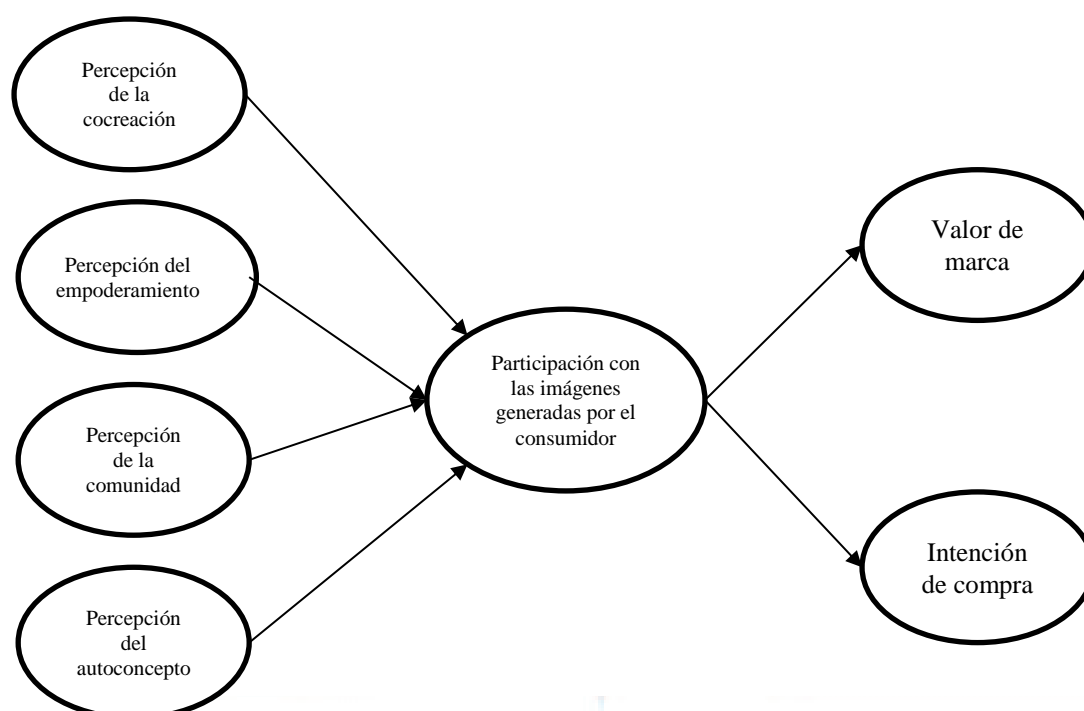 Percepción
de la
cocreación
Percepción del
empoderamiento
Percepción
de la
comunidad
Percepción
del
autoconcepto
Participación con
las imágenes
generadas por el
consumidor
Valor de
marca
Intención
de compra